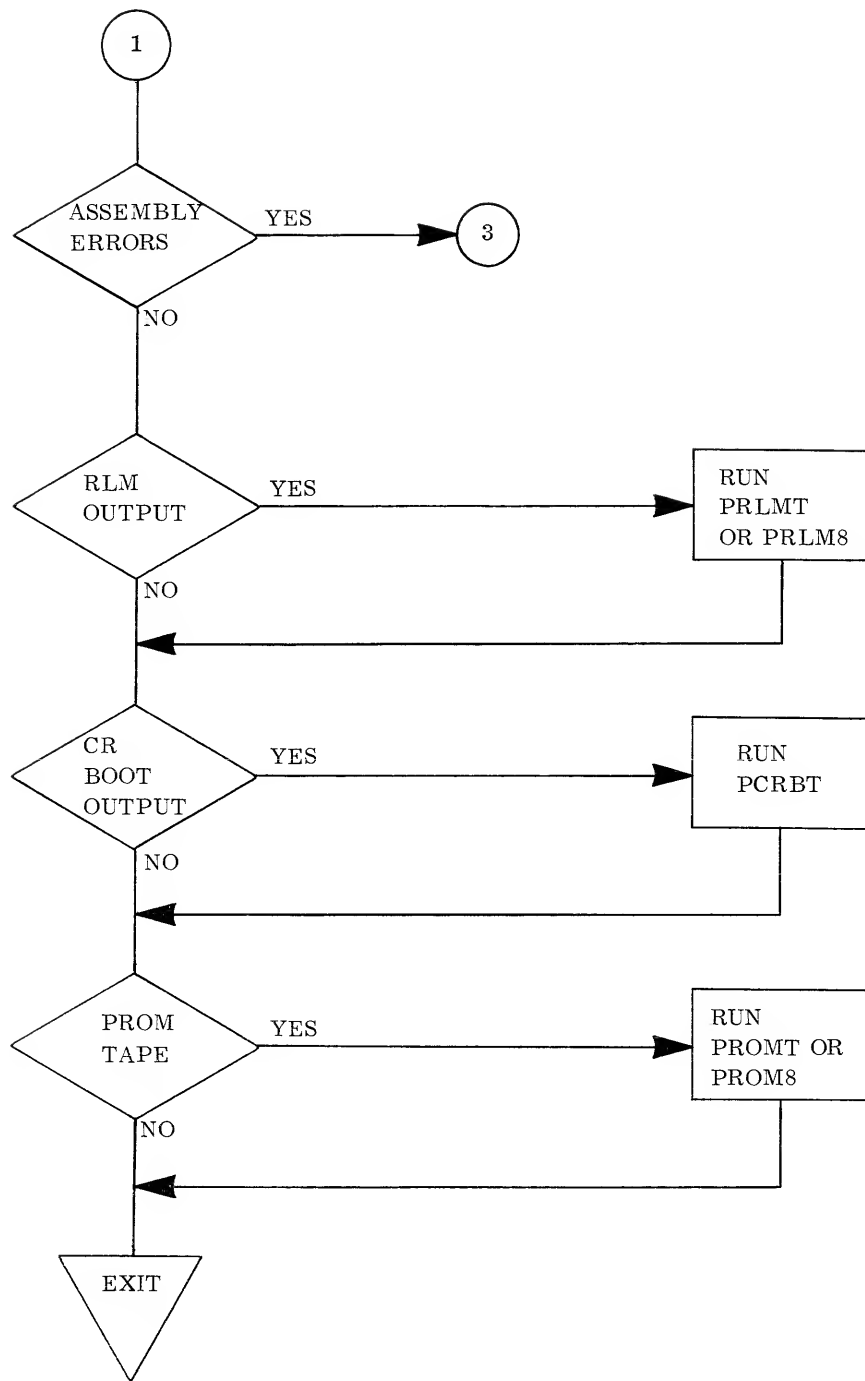 1
ASSEMBLY
ERRORS
YES
3
NO
RLM
OUTPUT
YES
RUN
PRLMT
OR PRLM8
NO
CR
BOOT
OUTPUT
YES
RUN
PCRBT
NO
PROM
TAPE
YES
RUN
PROMT OR
PROM8
NO
EXIT